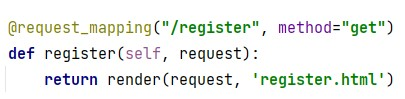 @request_mapping("/register", method="get")
def register(self, request):
    return render(request, 'register.html')